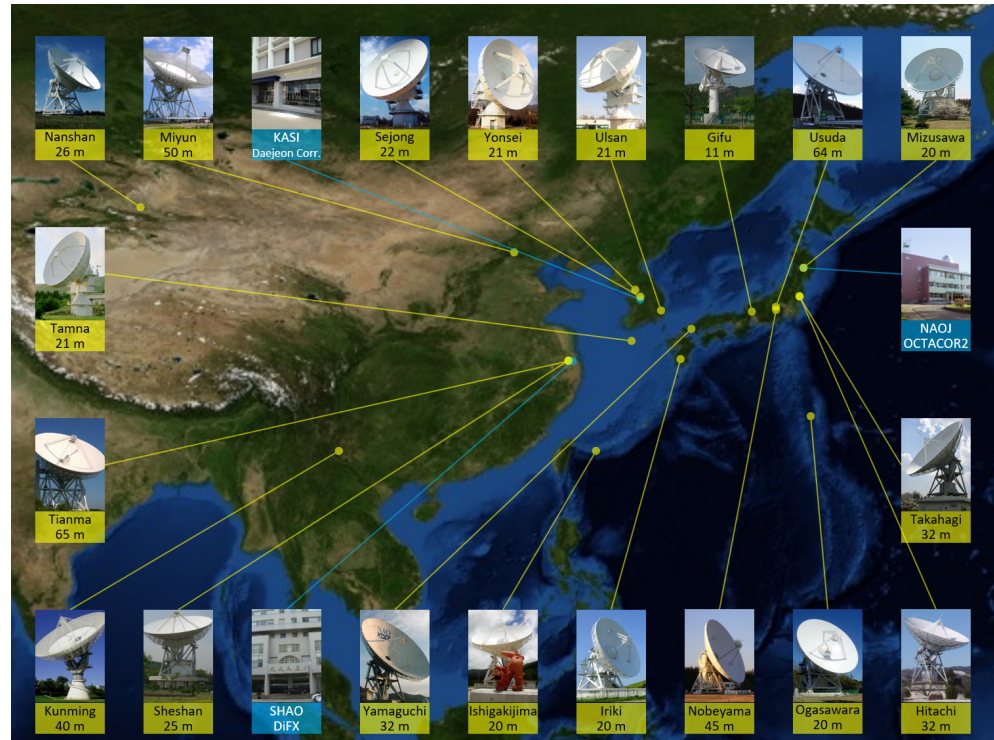 Nanshan
26 m
Miyun
50 m
KASI
Daejeon Corr.
Sejong
22 m
Yonsei
21 m
Ulsan
21 m
Gifu
11 m
Usuda
64 m
Mizusawa
20 m
Tamna
21 m
NAOJ
OCTACOR2
Tianma
65 m
Takahagi
32 m
Kunming
40 m
Sheshan
25 m
SHAO
DiFX
NAO
Yamaguchi
32 m
Ishigakijima
20 m
Iriki
20 m
Nobeyama
45 m
Ogasawara
20 m
Hitachi
32 m